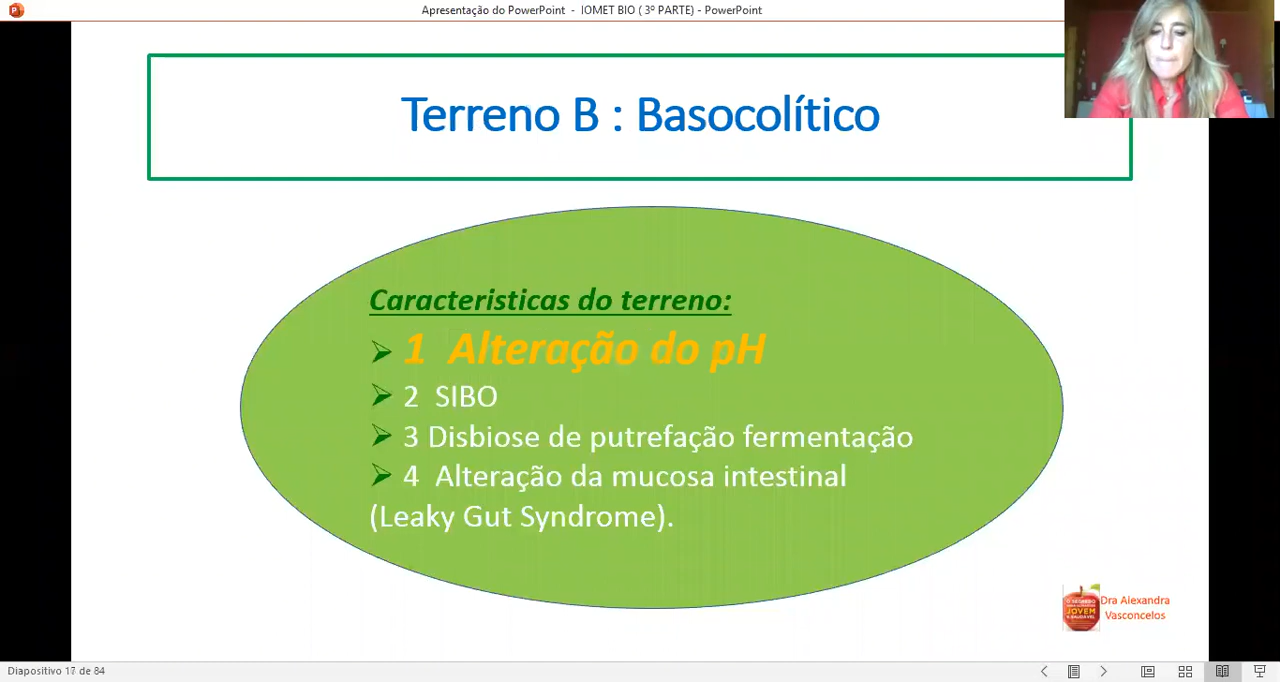 Apresentação do PowerPoint - IOMET BIO ( 3º PARTE) - PowerPoint
Terreno B : Basocolítico
Caracteristicas do terreno:
1 Alteração do pH
2 SIBO
3 Disbiose de putrefação fermentação
4 Alteração da mucosa intestinal
(Leaky Gut Syndrome).
JOVEM
Dra Alexandra
Vasconcelos
Diapositivo 17 de 84